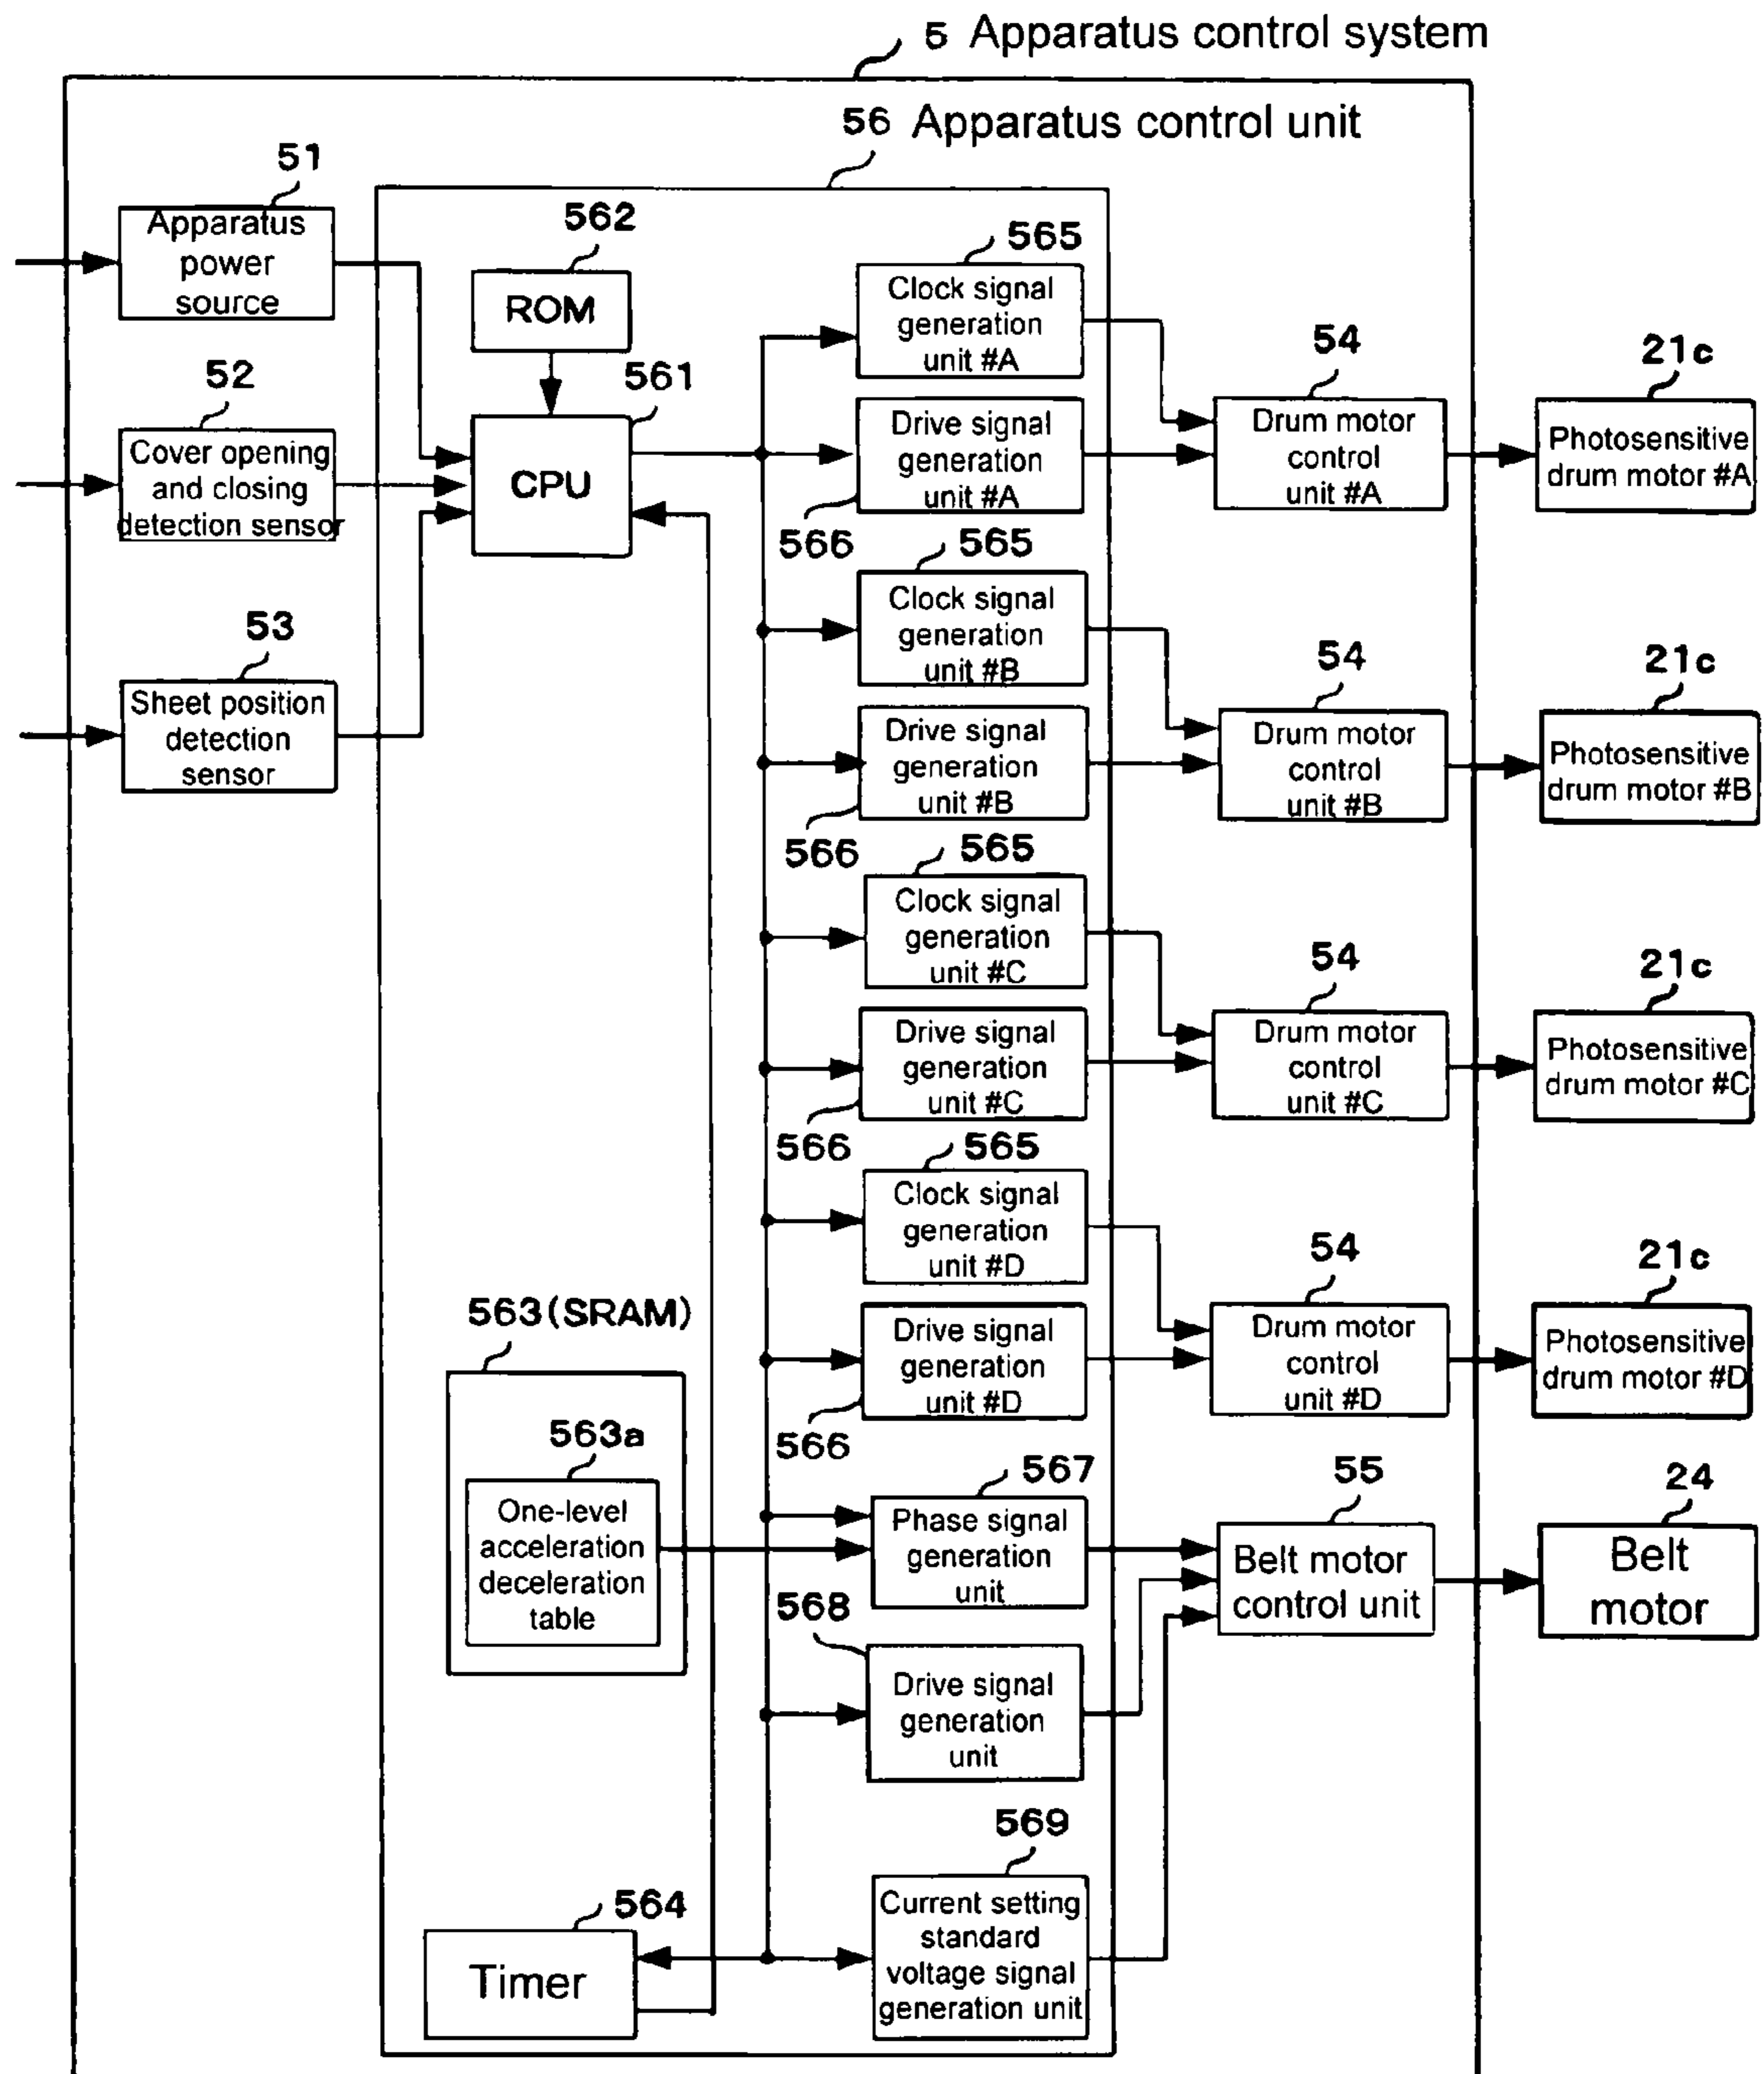 5 Apparatus control system
56 Apparatus control unit
51
Apparatus
power
source
52
Cover opening
and closing
detection sensor
53
Sheet position
detection
sensor
562
ROM
561
CPU
563(SRAM)
563a
One-level
acceleration
deceleration
table
564
Timer
565
Clock signal
generation
unit #A
Drive signal
generation
unit #A
566
565
Clock signal
generation
unit #B
Drive signal
generation
unit #B
566
565
Clock signal
generation
unit #C
Drive signal
generation
unit #C
566
565
Clock signal
generation
unit #D
Drive signal
generation
unit #D
566
567
Phase signal
generation
unit
568
Drive signal
generation
unit
569
Current setting
standard
voltage signal
generation unit
54
Drum motor
control
unit #A
54
Drum motor
control
unit #B
54
Drum motor
control
unit #C
54
Drum motor
control
unit #D
55
Belt motor
control unit
21c
Photosensitive
drum motor #A
21c
Photosensitive
drum motor #B
21c
Photosensitive
drum motor #C
21c
Photosensitive
drum motor #D
24
Belt
motor